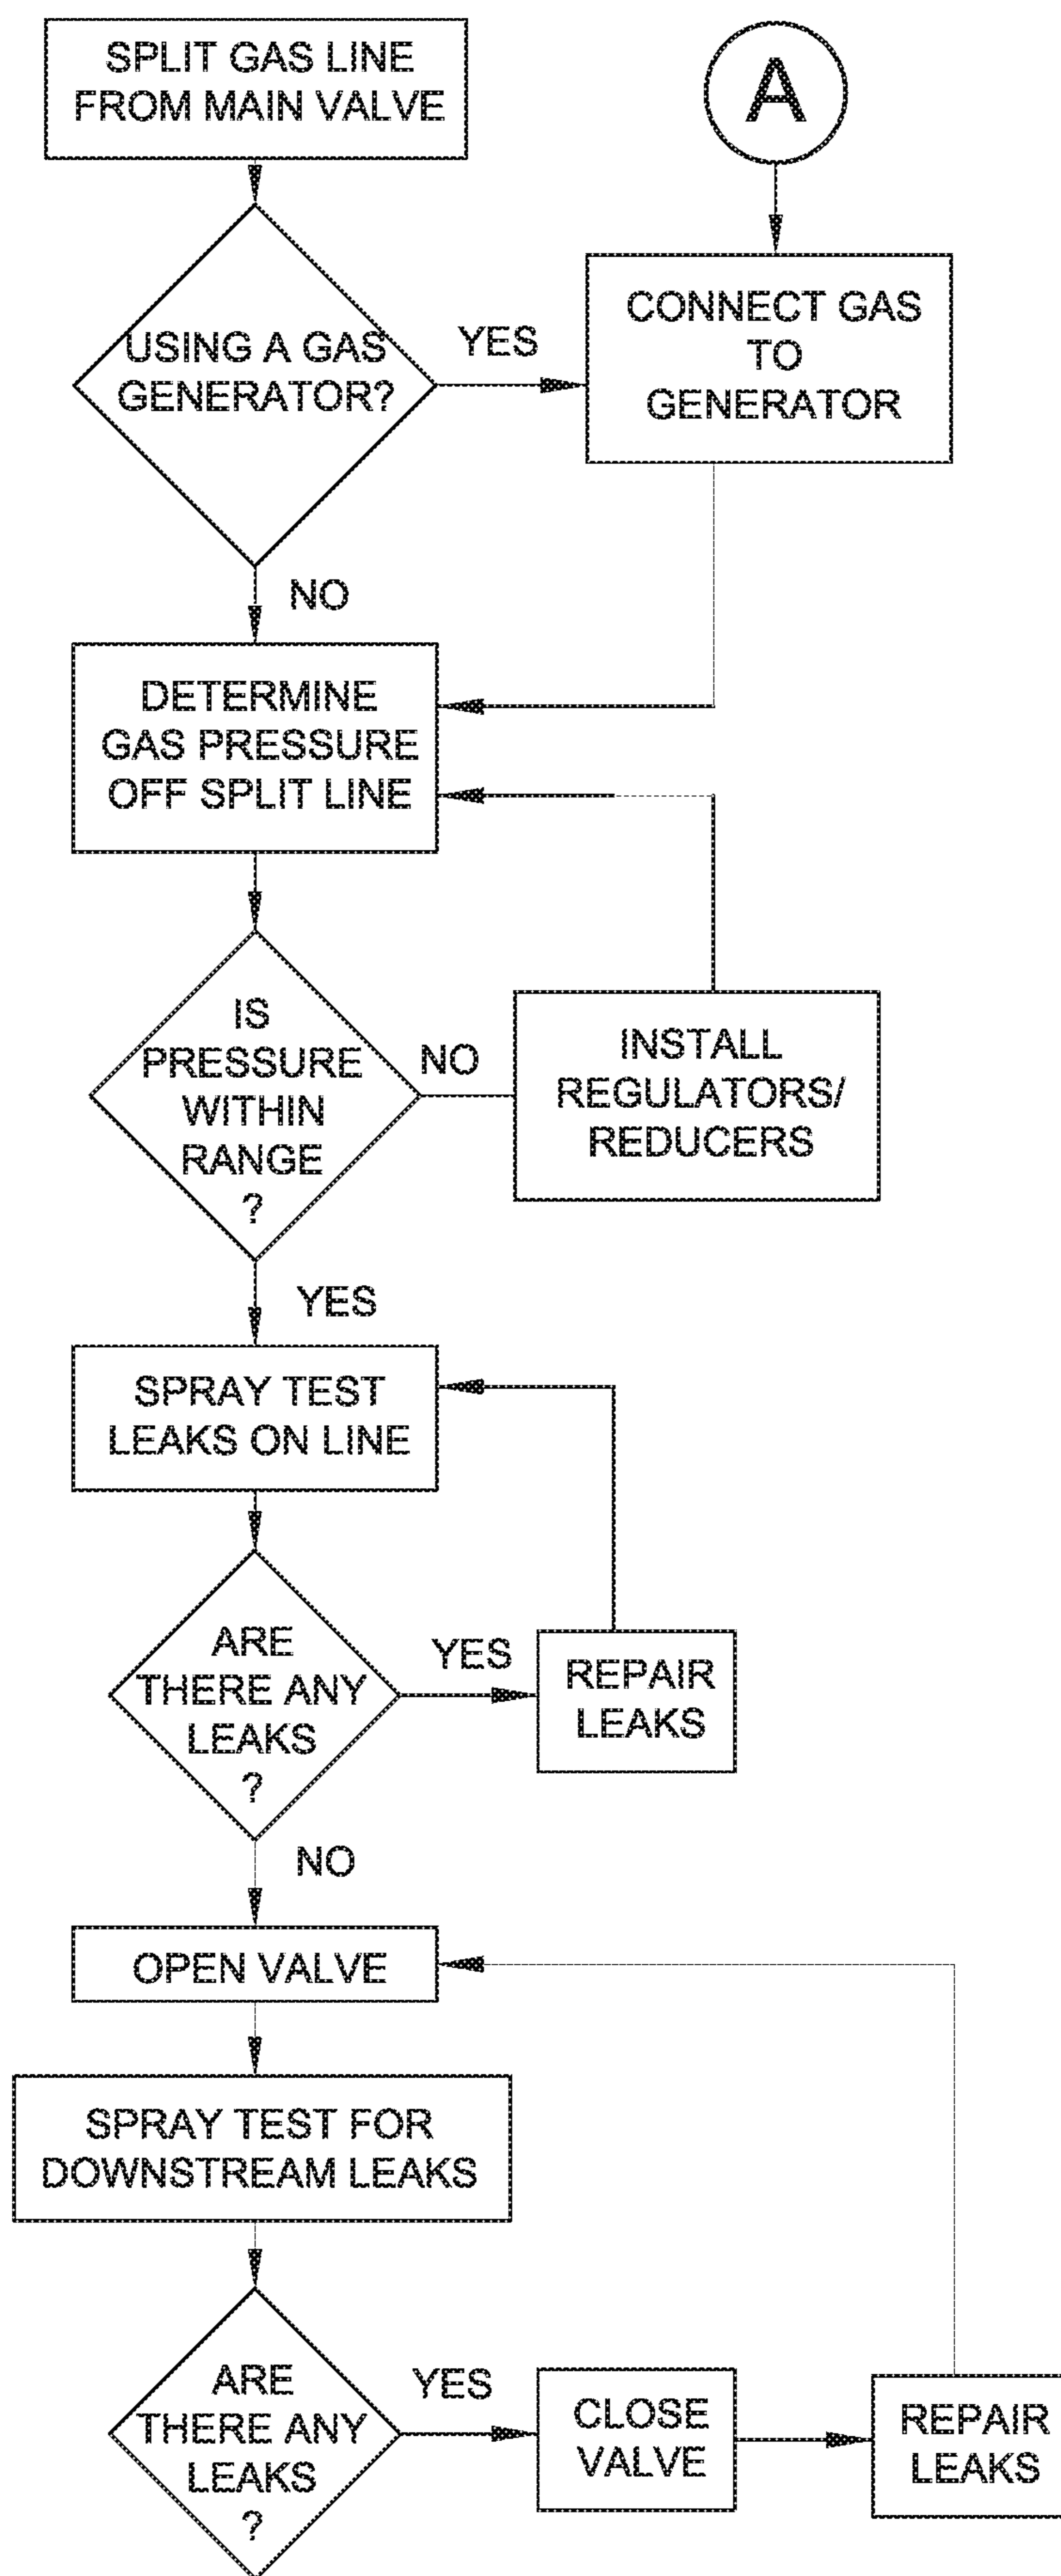 SPLIT GAS LINE
FROM MAIN VALVE
A
USING A GAS
GENERATOR?
YES
CONNECT GAS
TO
GENERATOR
NO
DETERMINE
GAS PRESSURE
OFF SPLIT LINE
IS
PRESSURE
WITHIN
RANGE
?
NO
INSTALL
REGULATORS/
REDUCERS
YES
SPRAY TEST
LEAKS ON LINE
ARE
THERE ANY
LEAKS
?
YES
REPAIR
LEAKS
NO
OPEN VALVE
SPRAY TEST FOR
DOWNSTREAM LEAKS
ARE
THERE ANY
LEAKS
?
YES
CLOSE
VALVE
REPAIR
LEAKS